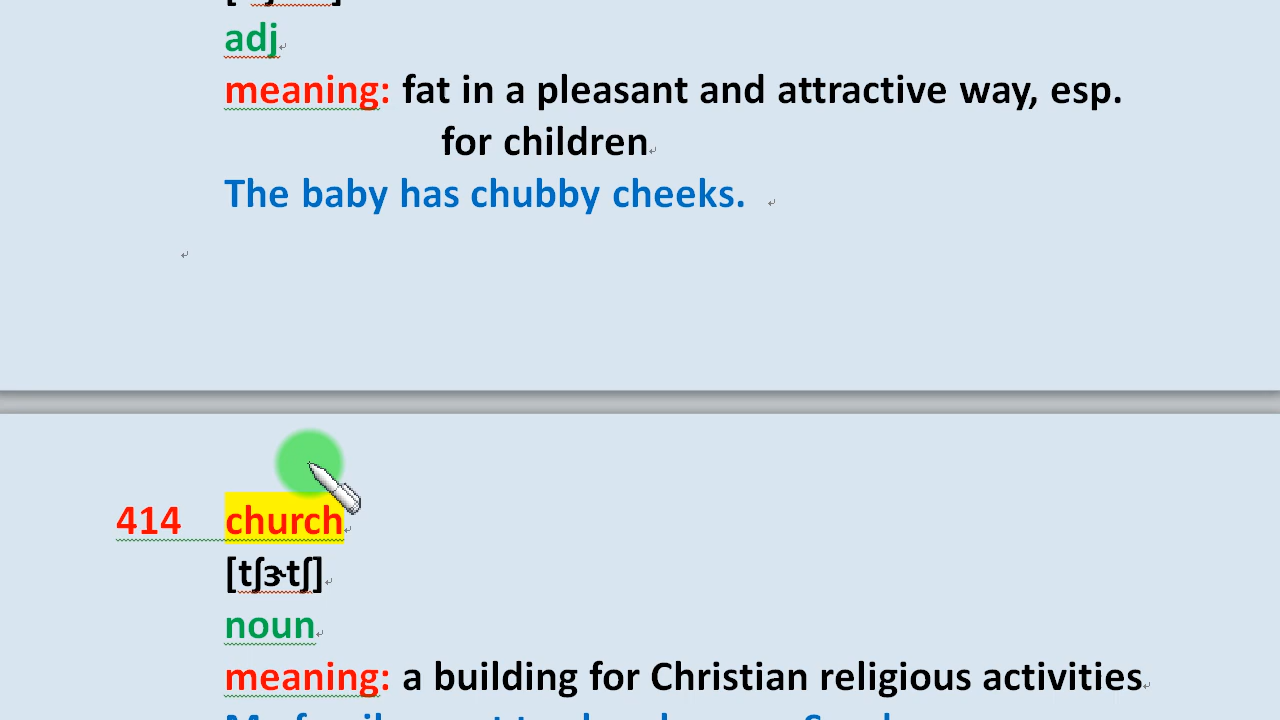 adj
meaning: fat in a pleasant and attractive way, esp.
for children
The baby has chubby cheeks.
414 church
[tʃɝtʃ]
noun
meaning: a building for Christian religious activities